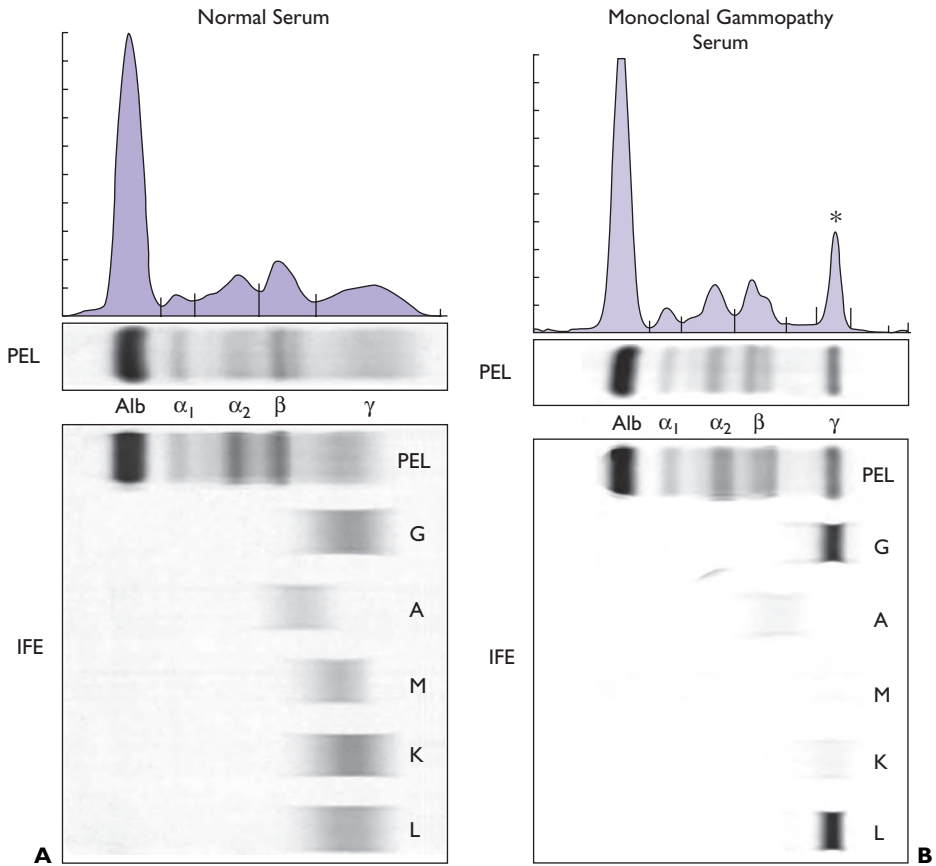 Normal Serum
PEL
Alb α1 α2 β γ
PEL
G
A
IFE
M
K
L
A
Monoclonal Gammopathy
Serum
*
PEL
Alb α1 α2 β γ
PEL
G
A
IFE
M
K
L
B